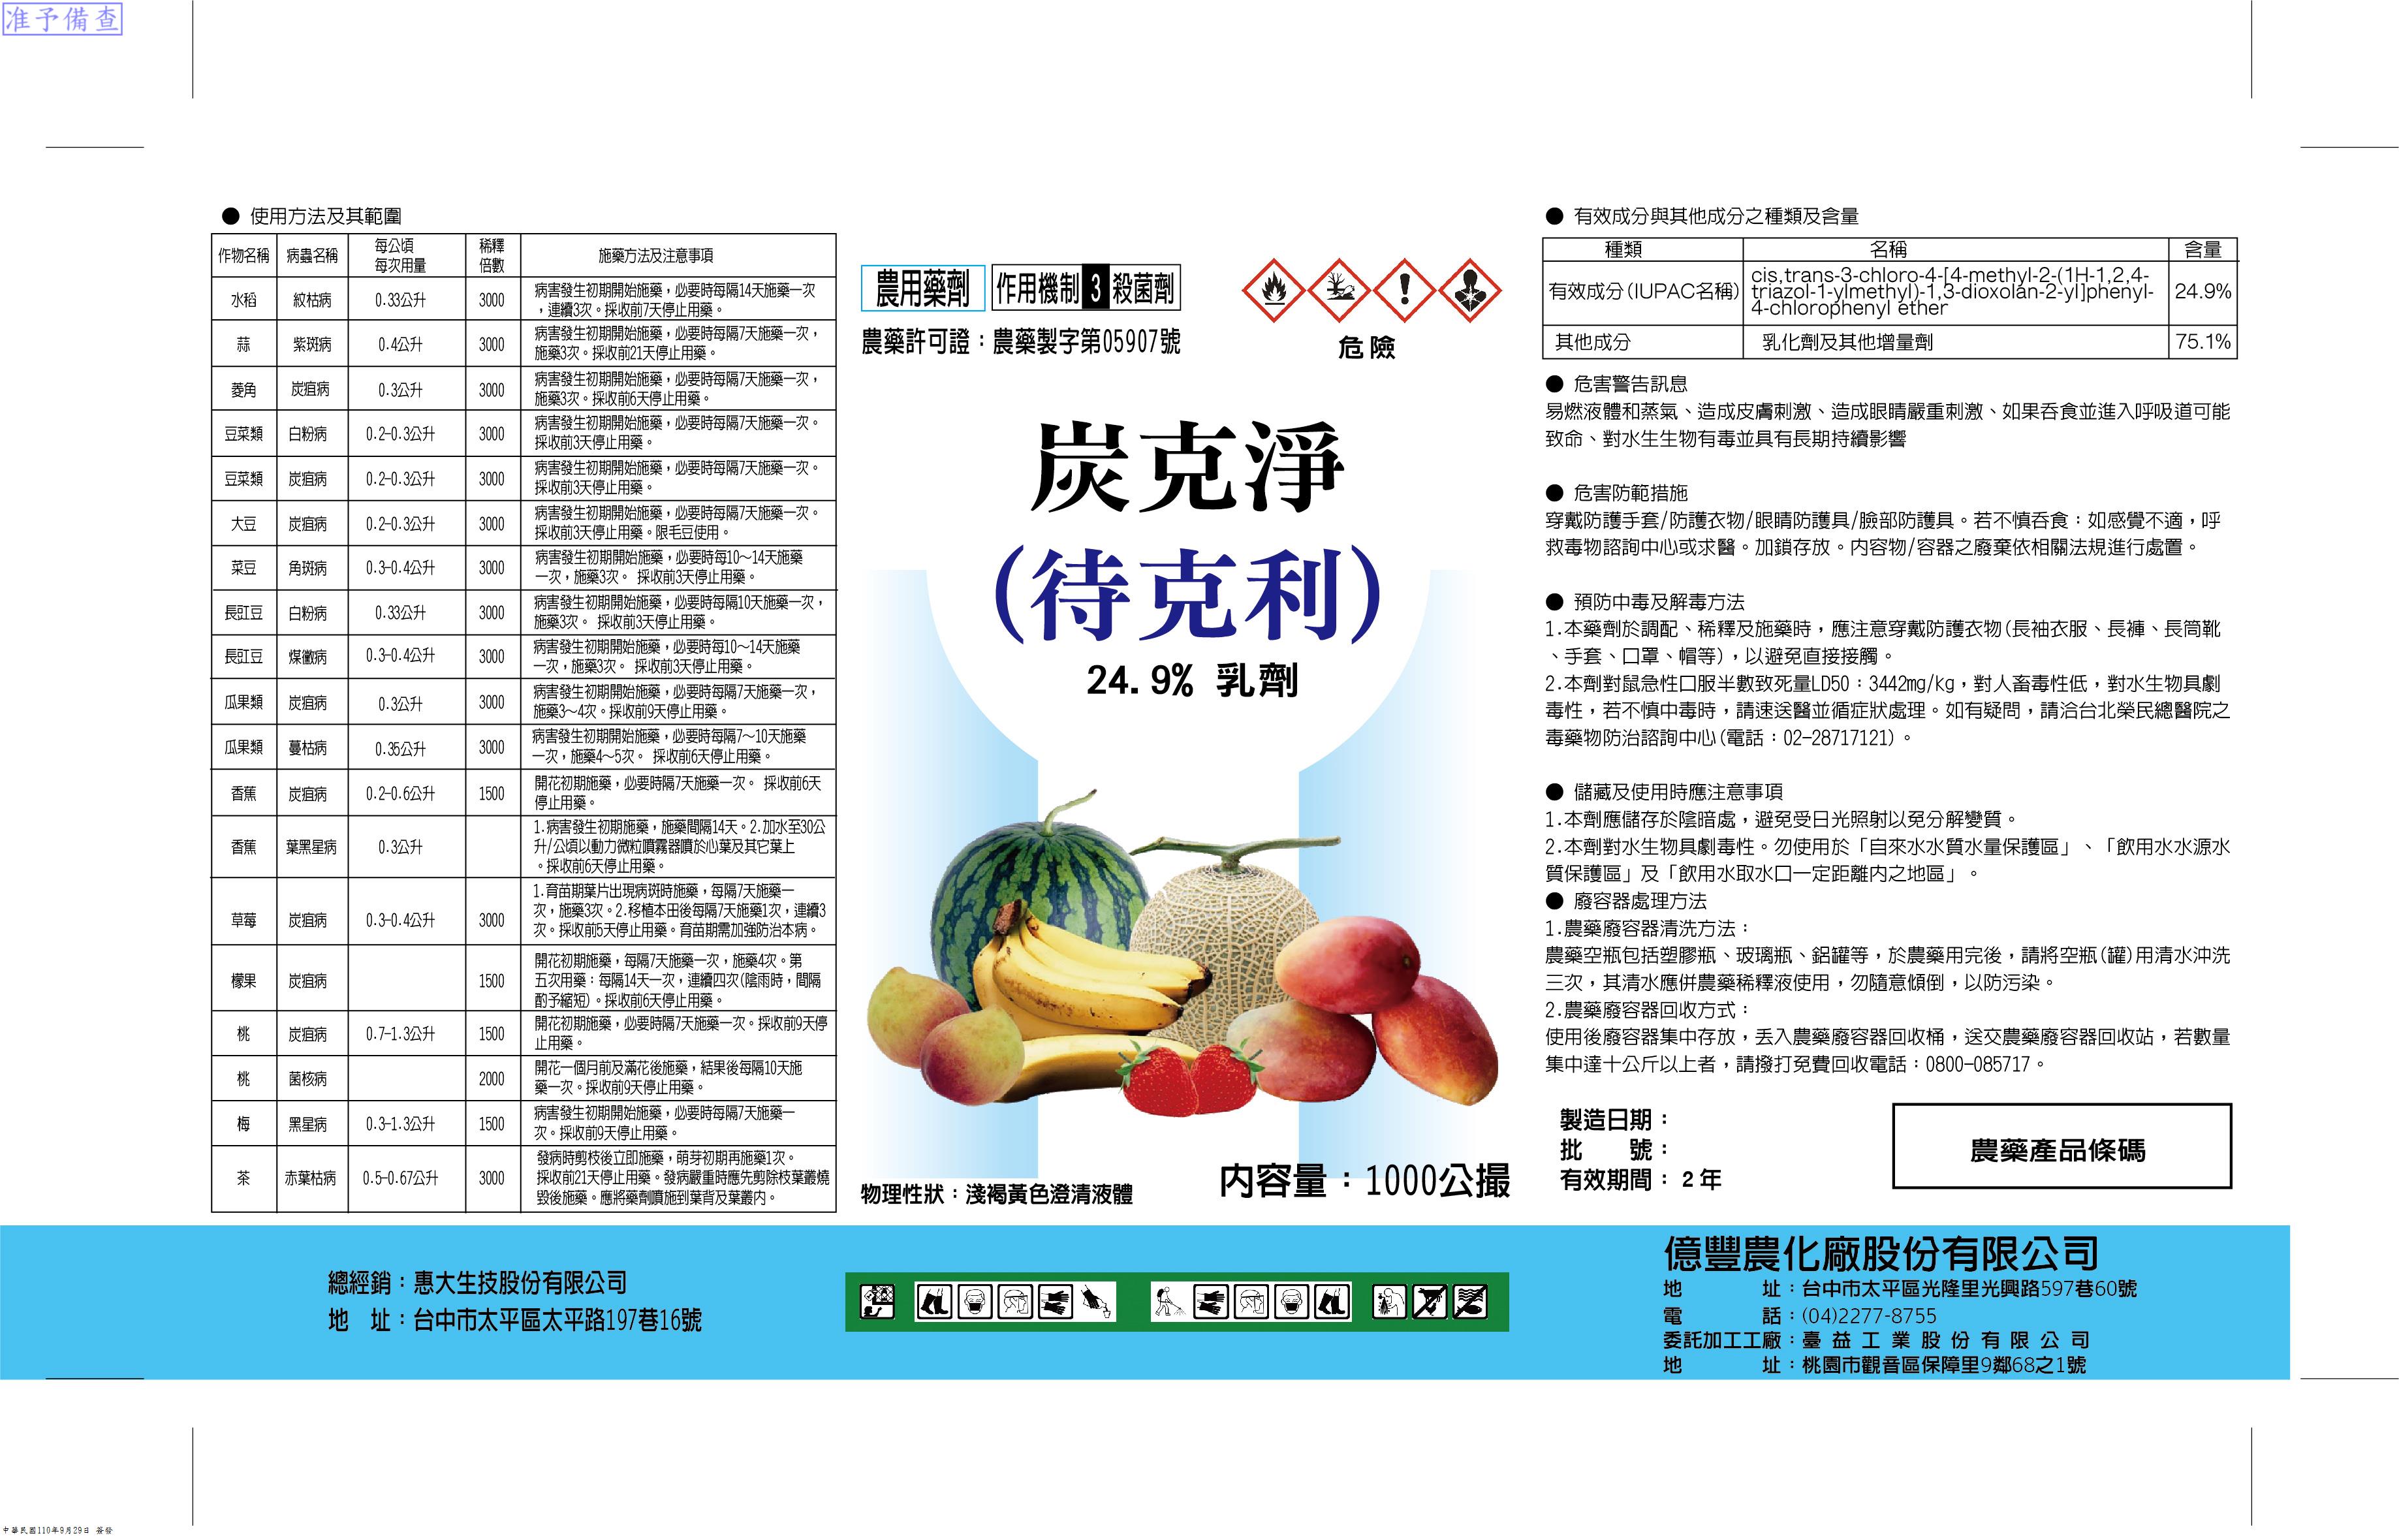 准予備查
● 使用方法及其範圍
作物名稱 病蟲名稱 每公頃每次用量 稀釋倍數 施藥方法及注意事項
水稻 紋枯病 0.33公升 3000 病害發生初期開始施藥，必要時每隔14天施藥一次
，連續3次。採收前7天停止用藥。
蒜 紫斑病 0.4公升 3000 病害發生初期開始施藥，必要時每隔7天施藥一次，
施藥3次。採收前21天停止用藥。
菱角 炭疽病 0.3公升 3000 病害發生初期開始施藥，必要時每隔7天施藥一次，
施藥3次。採收前6天停止用藥。
豆菜類 白粉病 0.2-0.3公升 3000 病害發生初期開始施藥，必要時每隔7天施藥一次。
採收前3天停止用藥。
豆菜類 炭疽病 0.2-0.3公升 3000 病害發生初期開始施藥，必要時每隔7天施藥一次。
採收前3天停止用藥。
大豆 炭疽病 0.2-0.3公升 3000 病害發生初期開始施藥，必要時每隔7天施藥一次。
採收前3天停止用藥。限毛豆使用。
菜豆 角斑病 0.3-0.4公升 3000 病害發生初期開始施藥，必要時每10～14天施藥
一次，施藥3次。 採收前3天停止用藥。
長豇豆 白粉病 0.33公升 3000 病害發生初期開始施藥，必要時每隔10天施藥一次，
施藥3次。 採收前3天停止用藥。
長豇豆 煤黴病 0.3-0.4公升 3000 病害發生初期開始施藥，必要時每10～14天施藥
一次，施藥3次。 採收前3天停止用藥。
瓜果類 炭疽病 0.3公升 3000 病害發生初期開始施藥，必要時每隔7天施藥一次，
施藥3～4次。採收前9天停止用藥。
瓜果類 蔓枯病 0.35公升 3000 病害發生初期開始施藥，必要時每隔7～10天施藥
一次，施藥4～5次。 採收前6天停止用藥。
香蕉 炭疽病 0.2-0.6公升 1500 開花初期施藥，必要時隔7天施藥一次。 採收前6天
停止用藥。
香蕉 葉黑星病 0.3公升 1.病害發生初期施藥，施藥間隔14天。2.加水至30公
升/公頃以動力微粒噴霧器噴於心葉及其它葉上
。採收前6天停止用藥。
草莓 炭疽病 0.3-0.4公升 3000 1.育苗期葉片出現病斑時施藥，每隔7天施藥一
次，施藥3次。2.移植本田後每隔7天施藥1次，連續3
次。採收前5天停止用藥。育苗期需加強防治本病。
檬果 炭疽病 1500 開花初期施藥，每隔7天施藥一次，施藥4次。第
五次用藥：每隔14天一次，連續四次(陰雨時，間隔
酌予縮短)。採收前6天停止用藥。
桃 炭疽病 0.7-1.3公升 1500 開花初期施藥，必要時隔7天施藥一次。採收前9天停
止用藥。
桃 菌核病 2000 開花一個月前及滿花後施藥，結果後每隔10天施
藥一次。採收前9天停止用藥。
梅 黑星病 0.3-1.3公升 1500 病害發生初期開始施藥，必要時每隔7天施藥一
次。採收前9天停止用藥。
茶 赤葉枯病 0.5-0.67公升 3000 發病時剪枝後立即施藥，萌芽初期再施藥1次。
採收前21天停止用藥。發病嚴重時應先剪除枝葉叢燒
毀後施藥。應將藥劑噴施到葉背及葉叢內。
農用藥劑 作用機制 3 殺菌劑
農藥許可證：農藥製字第05907號
危險
炭克淨
(待克利)
24.9% 乳劑
物理性狀：淺褐黃色澄清液體
內容量：1000公撮
● 有效成分與其他成分之種類及含量
種類 名稱 含量
有效成分(IUPAC名稱) cis,trans-3-chloro-4-[4-methyl-2-(1H-1,2,4-
triazol-1-ylmethyl)-1,3-dioxolan-2-yl]phenyl-
4-chlorophenyl ether 24.9%
其他成分 乳化劑及其他增量劑 75.1%
● 危害警告訊息
易燃液體和蒸氣、造成皮膚刺激、造成眼睛嚴重刺激、如果吞食並進入呼吸道可能
致命、對水生生物有毒並具有長期持續影響
● 危害防範措施
穿戴防護手套/防護衣物/眼睛防護具/臉部防護具。若不慎吞食：如感覺不適，呼
救毒物諮詢中心或求醫。加鎖存放。內容物/容器之廢棄依相關法規進行處置。
● 預防中毒及解毒方法
1.本藥劑於調配、稀釋及施藥時，應注意穿戴防護衣物(長袖衣服、長褲、長筒靴
、手套、口罩、帽等)，以避免直接接觸。
2.本劑對鼠急性口服半數致死量LD50：3442mg/kg，對人畜毒性低，對水生物具劇
毒性，若不慎中毒時，請速送醫並循症狀處理。如有疑問，請洽台北榮民總醫院之
毒藥物防治諮詢中心(電話：02-28717121)。
● 儲藏及使用時應注意事項
1.本劑應儲存於陰暗處，避免受日光照射以免分解變質。
2.本劑對水生物具劇毒性。勿使用於「自來水水質水量保護區」、「飲用水水源水
質保護區」及「飲用水取水口一定距離內之地區」。
● 廢容器處理方法
1.農藥廢容器清洗方法：
農藥空瓶包括塑膠瓶、玻璃瓶、鋁罐等，於農藥用完後，請將空瓶(罐)用清水沖洗
三次，其清水應併農藥稀釋液使用，勿隨意傾倒，以防污染。
2.農藥廢容器回收方式：
使用後廢容器集中存放，丟入農藥廢容器回收桶，送交農藥廢容器回收站，若數量
集中達十公斤以上者，請撥打免費回收電話：0800-085717。
製造日期：
批 號：
有效期間：2年
農藥產品條碼
總經銷：惠大生技股份有限公司
地 址：台中市太平區太平路197巷16號
億豐農化廠股份有限公司
地 址：台中市太平區光隆里光興路597巷60號
電 話：(04)2277-8755
委託加工工廠：臺益工業股份有限公司
地 址：桃園市觀音區保障里9鄰68之1號
中華民國110年9月29日 簽發